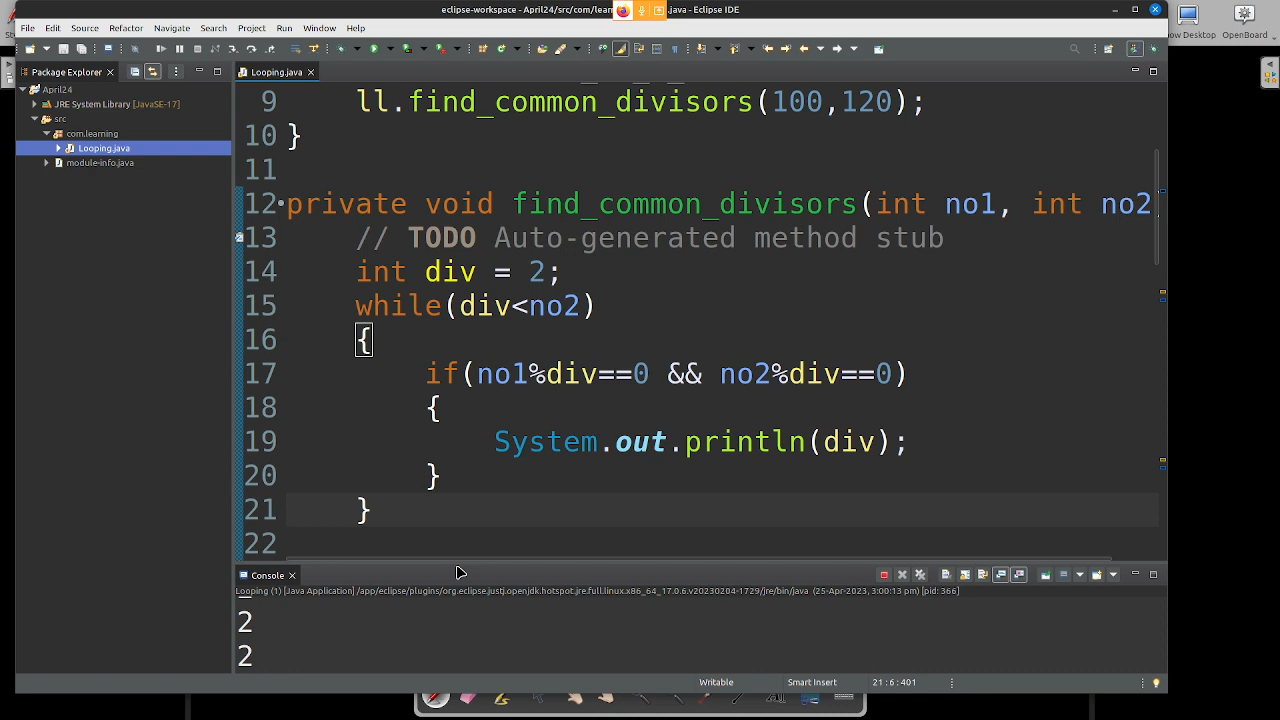 eclipse-workspace - April24/src/com/lear
.java - Eclipse IDE
File Edit Source Refactor Navigate Search Project Run Window Help
Show Desktop
OpenBoard
Package Explorer
Looping.java
April24
JRE System Library [JavaSE-17]
src
com.learning
Looping.java
module-info.java
9 ll.find_common_divisors(100,120);
10 }
11
12 private void find_common_divisors(int no1, int no2
13 // TODO Auto-generated method stub
14 int div = 2;
15 while(div<no2)
16 {
17 if(no1%div==0 && no2%div==0)
18 {
19 System.out.println(div);
20 }
21 }
22
Console
Looping (1) [Java Application] /app/eclipse/plugins/org.eclipse.justj.openjdk.hotspot.jre.full.linux.x86_64_17.0.6.v20230204-1729/jre/bin/java (25-Apr-2023, 3:00:13 pm) [pid: 366]
2
2
Writable Smart Insert 21 : 6 : 401